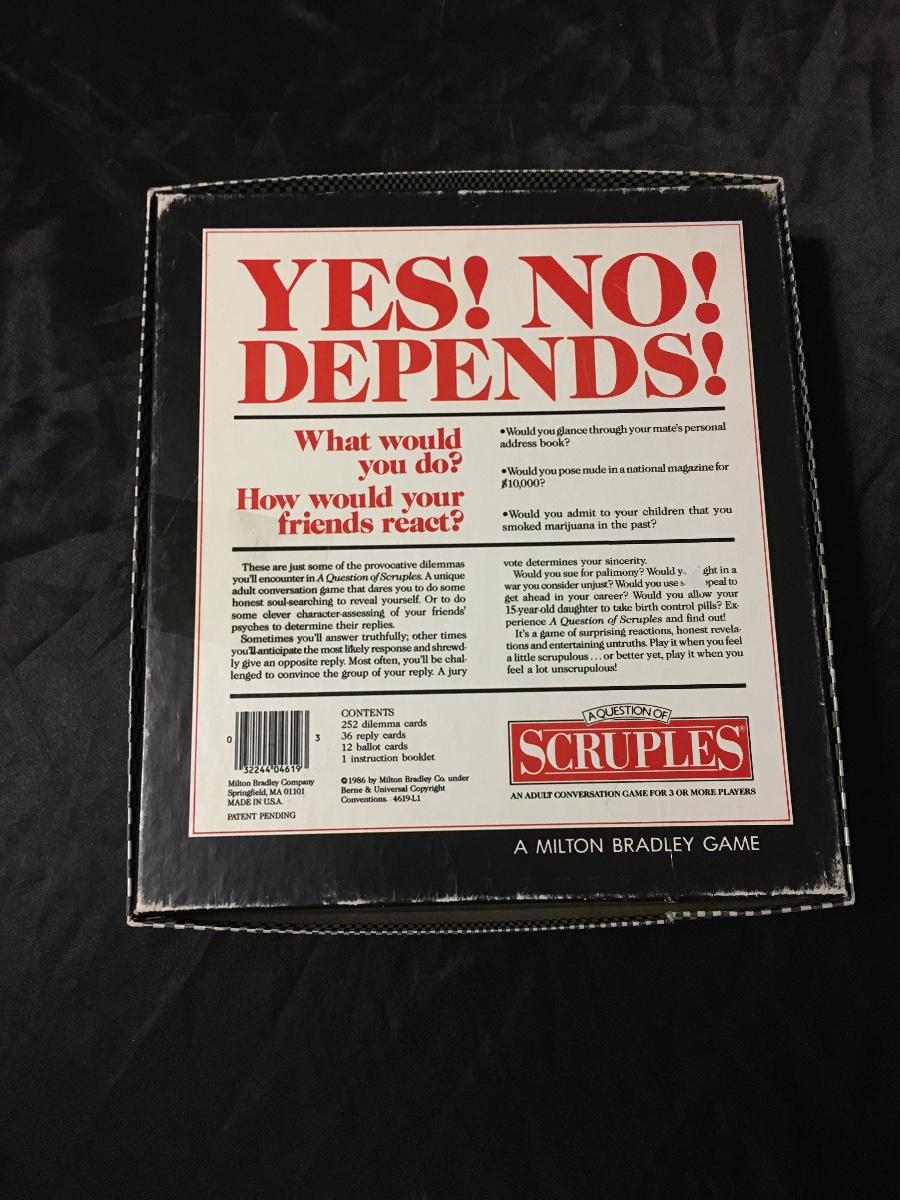 YES! NO!
DEPENDS!
What would
you do?
How would your
friends react?
•Would you glance through your mate's personal
address book?
•Would you pose nude in a national magazine for
$10,000?
•Would you admit to your children that you
smoked marijuana in the past?
These are just some of the provocative dilemmas
you'll encounter in A Question of Scruples. A unique
adult conversation game that dares you to do some
honest soul-searching to reveal yourself. Or to do
some clever character-assessing of your friends'
psyches to determine their replies.
Sometimes you'll answer truthfully; other times
you'll anticipate the most likely response and shrewd-
ly give an opposite reply. Most often, you'll be chal-
lenged to convince the group of your reply. A jury
vote determines your sincerity.
Would you sue for palimony? Would in a
war you consider unjust? Would you use to
get ahead in your career? Would you allow your
15-year-old daughter to take birth control pills? Ex-
perience A Question of Scruples and find out!
It's a game of surprising reactions, honest revela-
tions and entertaining untruths. Play it when you feel
a little scrupulous...or better yet, play it when you
feel a lot unscrupulous!
0 32244 04619 3
Milton Bradley Company
Springfield, MA 01101
MADE IN U.S.A.
PATENT PENDING
CONTENTS
252 dilemma cards
36 reply cards
12 ballot cards
1 instruction booklet
©1986 by Milton Bradley Co. under
Berne & Universal Copyright
Conventions. 4619-L1
A QUESTION OF
SCRUPLES®
AN ADULT CONVERSATION GAME FOR 3 OR MORE PLAYERS
A MILTON BRADLEY GAME